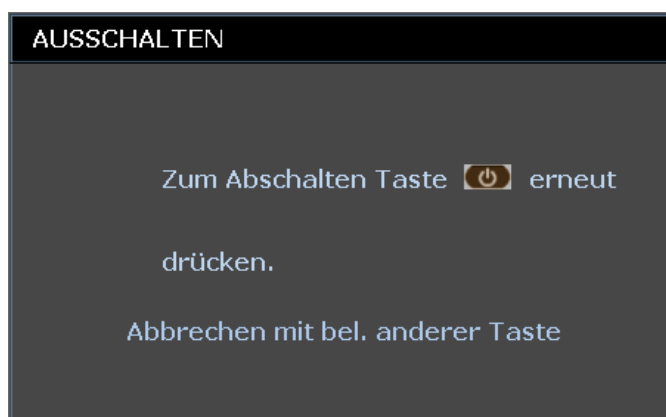 AUSSCHALTEN
Zum Abschalten Taste erneut
drücken.
Abbrechen mit bel. anderer Taste